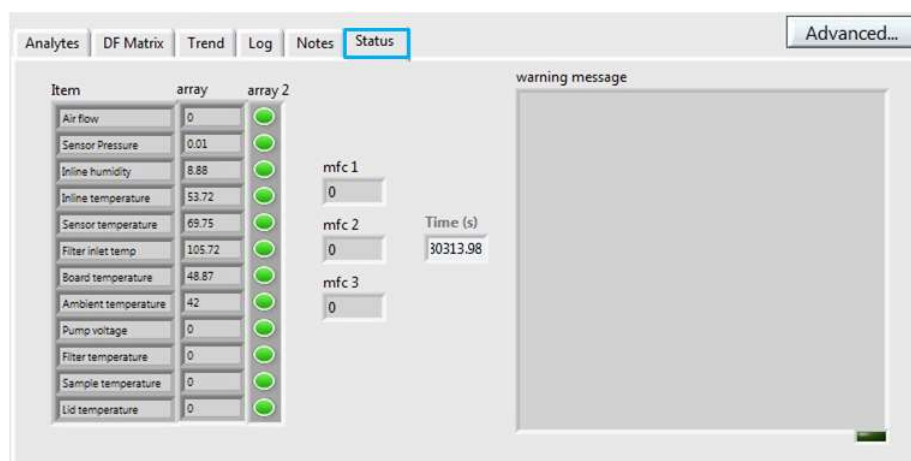 Analytes DF Matrix Trend Log Notes Status Advanced...
Item array array 2 warning message
Air flow 0
Sensor Pressure 0.01
Inline humidity 8.88
mfc 1
Inline temperature 53.72 0
Sensor temperature 69.75 mfc 2 Time (s)
Filter inlet temp 105.72 0 30313.98
Board temperature 48.87 mfc 3
Ambient temperature 42 0
Pump voltage 0
Filter temperature 0
Sample temperature 0
Lid temperature 0